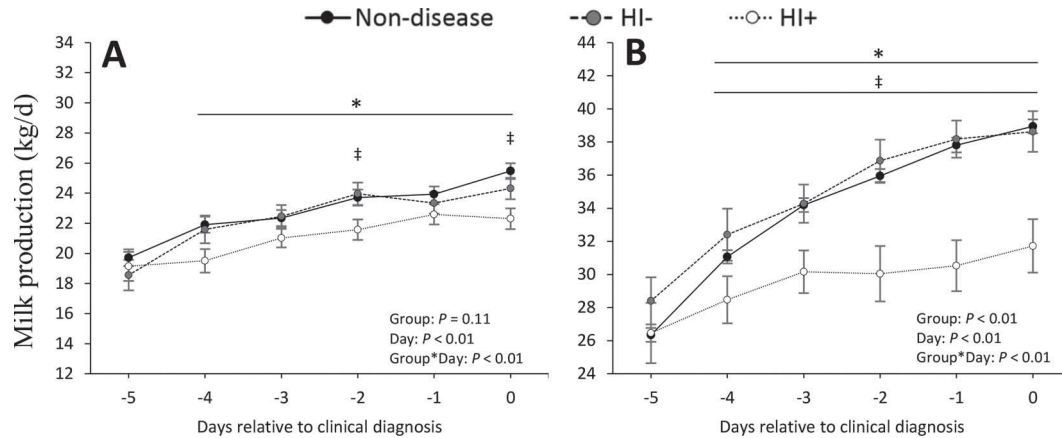 Non-disease HI- HI+
A
Milk production (kg/d)
34
32
30
28
26
24
22
20
18
16
14
12
*
‡
‡
Group: P = 0.11
Day: P < 0.01
Group*Day: P < 0.01
-5 -4 -3 -2 -1 0
Days relative to clinical diagnosis
B
44
42
40
38
36
34
32
30
28
26
24
*
‡
Group: P < 0.01
Day: P < 0.01
Group*Day: P < 0.01
-5 -4 -3 -2 -1 0
Days relative to clinical diagnosis